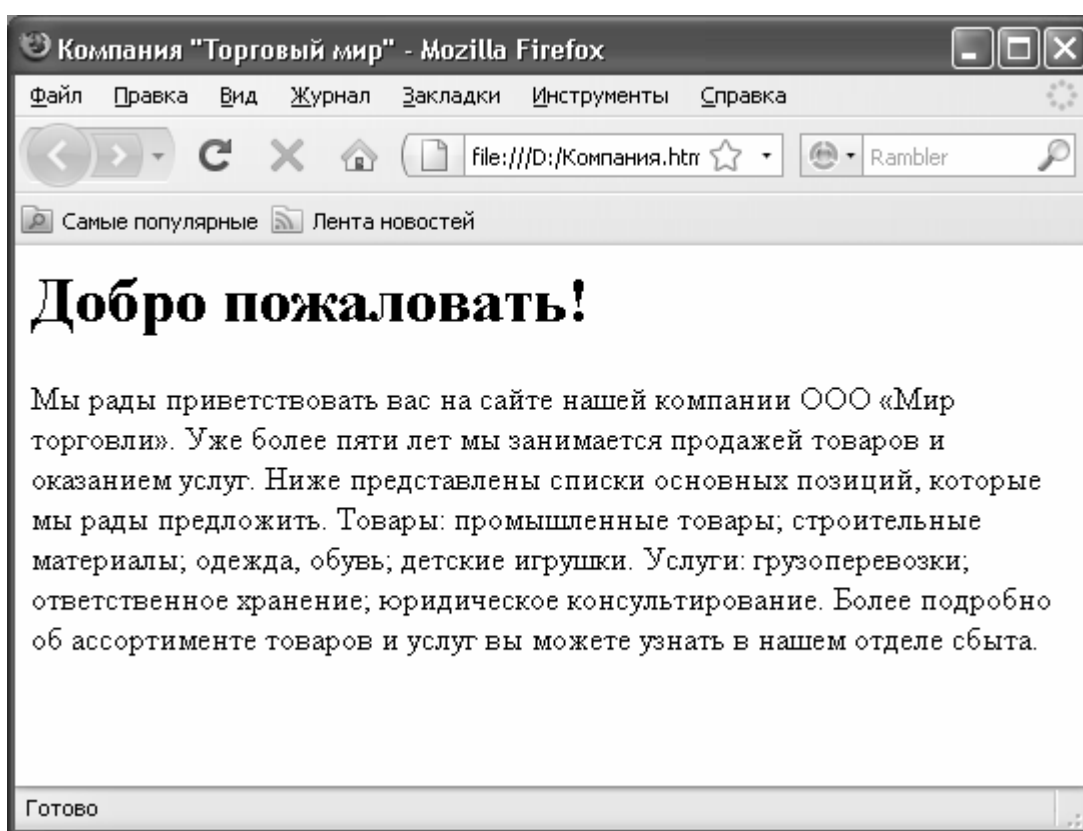 Компания "Торговый мир" - Mozilla Firefox
Файл Правка Вид Журнал Закладки Инструменты Справка
file:///D:/Компания.htm Rambler
Самые популярные Лента новостей
Добро пожаловать!
Мы рады приветствовать вас на сайте нашей компании ООО «Мир
торговли». Уже более пяти лет мы занимается продажей товаров и
оказанием услуг. Ниже представлены списки основных позиций, которые
мы рады предложить. Товары: промышленные товары; строительные
материалы; одежда, обувь; детские игрушки. Услуги: грузоперевозки;
ответственное хранение; юридическое консультирование. Более подробно
об ассортименте товаров и услуг вы можете узнать в нашем отделе сбыта.
Готово